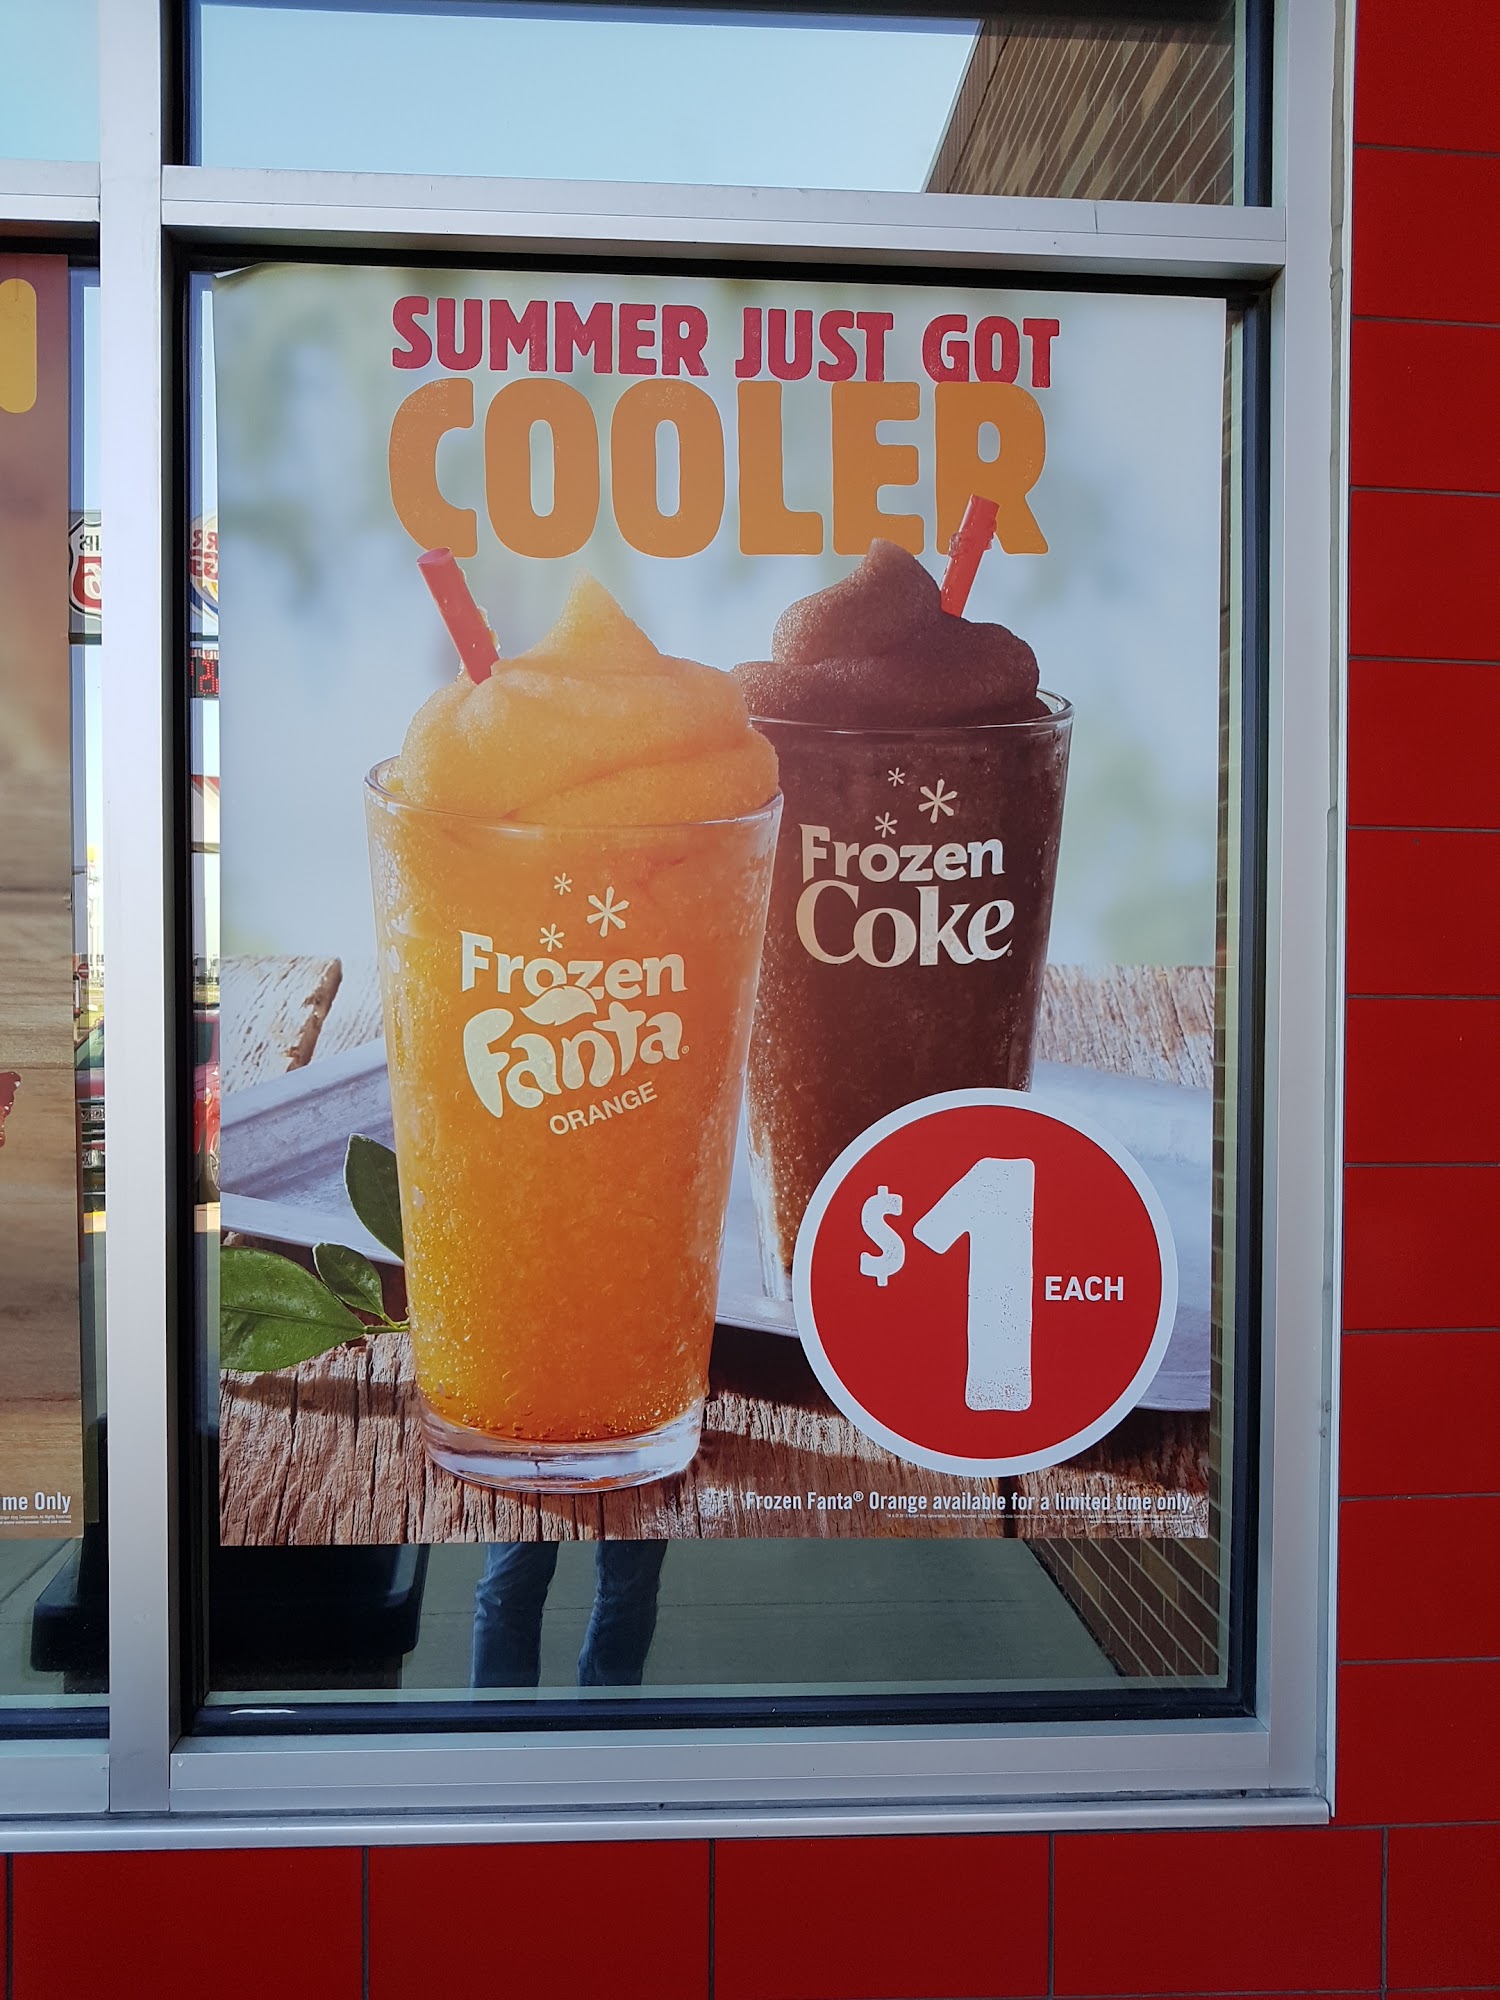 SUMMER JUST GOT
COOLER
Frozen
Coke
Frozen
Fanta®
ORANGE
$1 EACH
Frozen Fanta® Orange available for a limited time only.
me Only